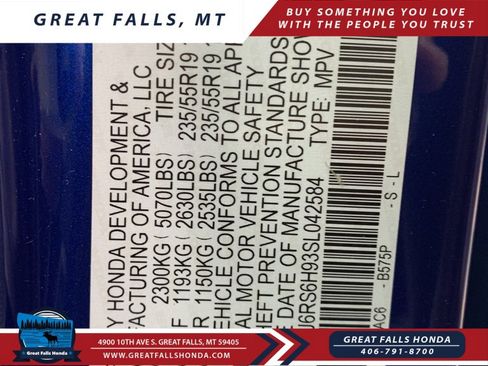 GREAT FALLS, MT
BUY SOMETHING YOU LOVE
WITH THE PEOPLE YOU TRUST
Y HONDA DEVELOPMENT &
FACTURING OF AMERICA, LLC
2300KG ( 5070LBS) TIRE SIZ
F 1193KG ( 2630LBS) 235/55R19
R 1150KG ( 2535LBS) 235/55R19
VEHICLE CONFORMS TO ALL APP
AL MOTOR VEHICLE SAFETY
HEFT PREVENTION STANDARDS
E DATE OF MANUFACTURE SHOW
J6RS6H93SL042584 TYPE: MPV
AC6 - B575P - S - L
Great Falls Honda
4900 10TH AVE S. GREAT FALLS, MT 59405
WWW.GREATFALLSHONDA.COM
GREAT FALLS HONDA
406-791-8700